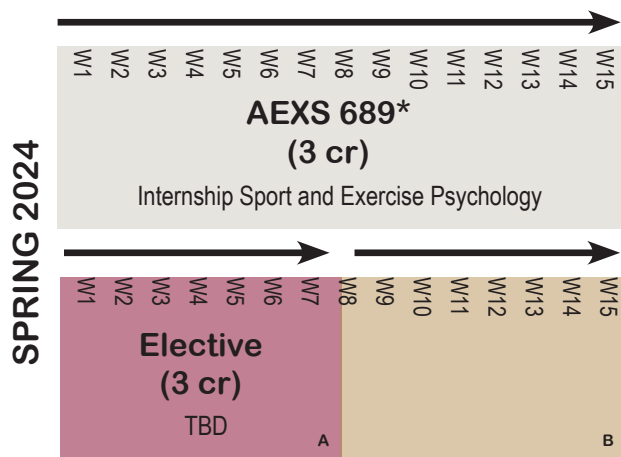 SPRING 2024
W1 W2 W3 W4 W5 W6 W7 W8 W9 W10 W11 W12 W13 W14 W15
AEXS 689*
(3 cr)
Internship Sport and Exercise Psychology
W1 W2 W3 W4 W5 W6 W7 W8 W9 W10 W11 W12 W13 W14 W15
Elective
(3 cr)
TBD
A
B